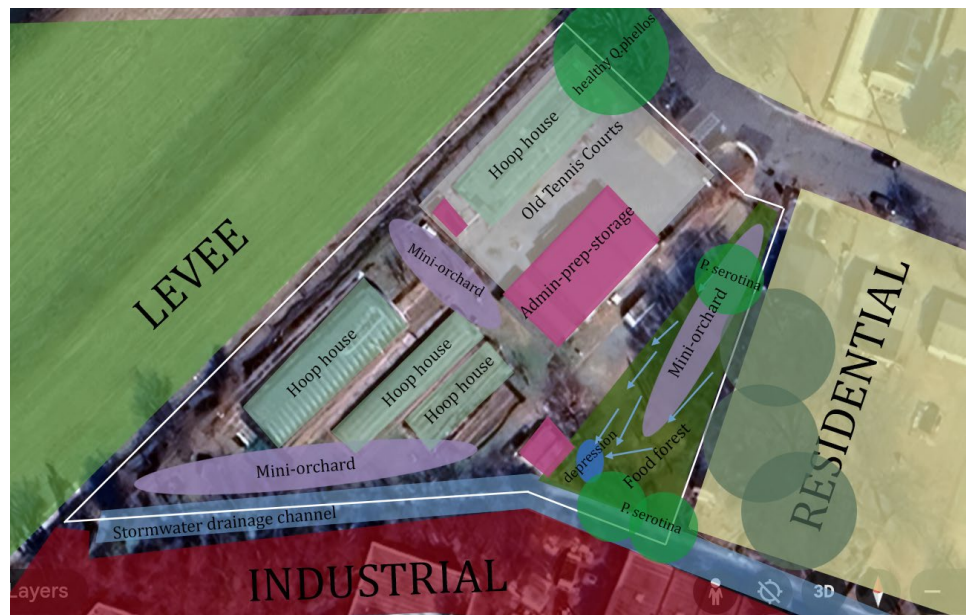 healthy Q.phellos
Hoop house
Old Tennis Courts
LEVEE
Mini-orchard
Admin-prep-storage
P. serotina
Mini-orchard
RESIDENTIAL
Hoop house
Hoop house
Hoop house
depression
Food forest
Mini-orchard
P. serotina
Stormwater drainage channel
INDUSTRIAL
Layers
3D